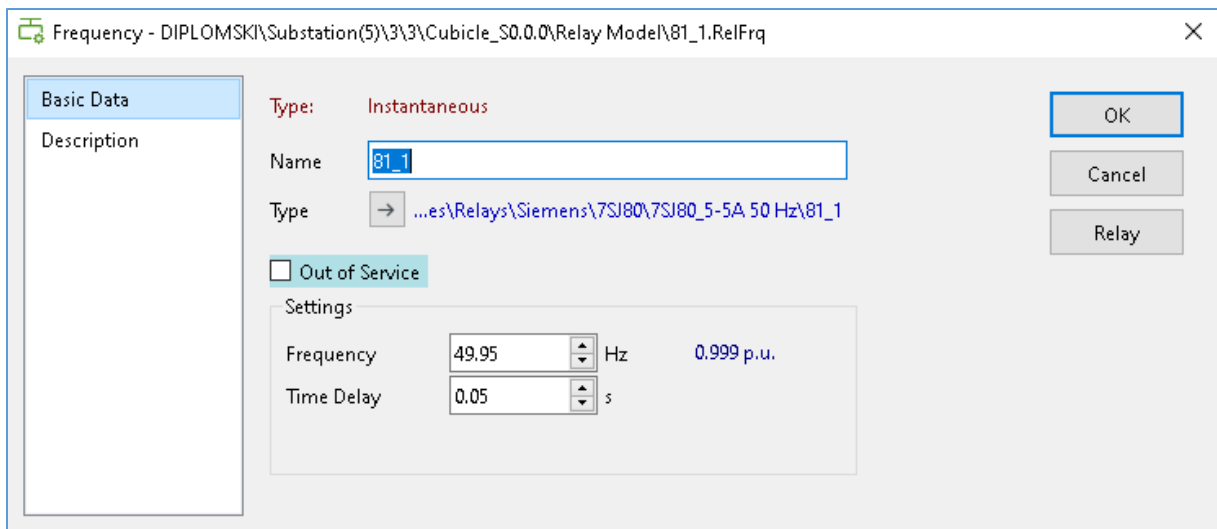 Frequency - DIPLOMSKI\Substation(5)\3\3\Cubicle_S0.0.0\Relay Model\81_1.RelFrq
Basic Data
Description
Type: Instantaneous
Name 81_1
Type ...es\Relays\Siemens\7SJ80\7SJ80_5-5A 50 Hz\81_1
Out of Service
Settings
Frequency 49.95 Hz 0.999 p.u.
Time Delay 0.05 s
OK
Cancel
Relay